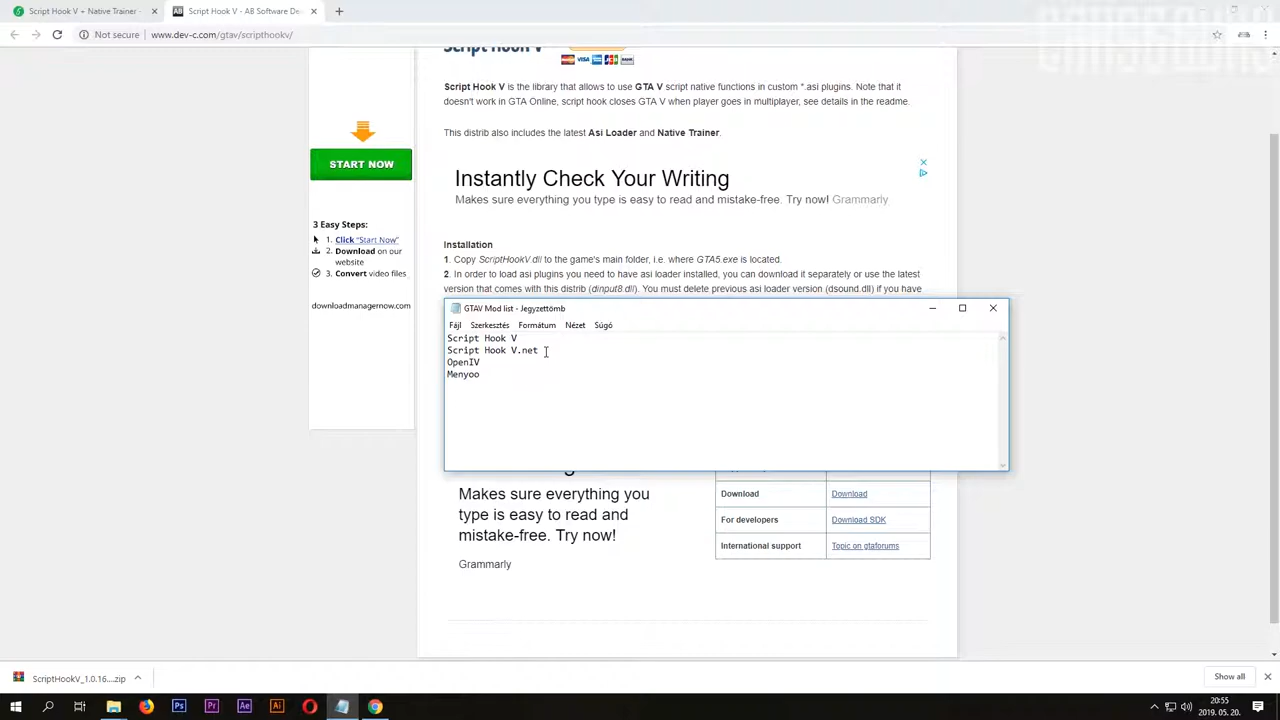 Script Hook V + Native Trainer
AB Software De
Not secure
www.dev-c.com/gtav/scripthookv/
Script Hook V
VISA
Script Hook V is the library that allows to use GTA V script native functions in custom *.asi plugins. Note that it
doesn't work in GTA Online, script hook closes GTA V when player goes in multiplayer, see details in the readme.
This distrib also includes the latest Asi Loader and Native Trainer.
START NOW
Instantly Check Your Writing
Makes sure everything you type is easy to read and mistake-free. Try now! Grammarly
3 Easy Steps:
1. Click "Start Now"
2. Download on our
website
3. Convert video files
downloadmanagernow.com
Installation
1. Copy ScriptHookV.dll to the game's main folder, i.e. where GTA5.exe is located.
2. In order to load asi plugins you need to have asi loader installed, you can download it separately or use the latest
version that comes with this distrib (dinput8.dll). You must delete previous asi loader version (dsound.dll) if you have
GTAV Mod list - Jegyzettömb
Fájl Szerkesztés Formátum Nézet Súgó
Script Hook V
Script Hook V.net
OpenIV
Menyoo
Makes sure everything you
type is easy to read and
mistake-free. Try now!
Grammarly
Download Download
For developers Download SDK
International support Topic on gtaforums
ScriptHookV_1.0.16....zip
Show all
Ps Pr Ae Ai
20:55
2019. 05. 20.